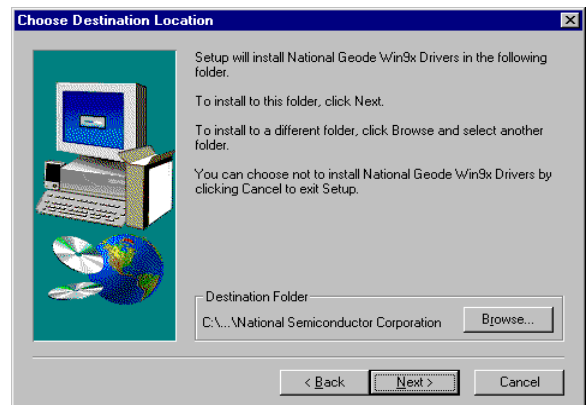 Choose Destination Location
Setup will install National Geode Win9x Drivers in the following
folder.
To install to this folder, click Next.
To install to a different folder, click Browse and select another
folder.
You can choose not to install National Geode Win9x Drivers by
clicking Cancel to exit Setup.
Destination Folder
C:\...\National Semiconductor Corporation
Browse...
< Back
Next >
Cancel